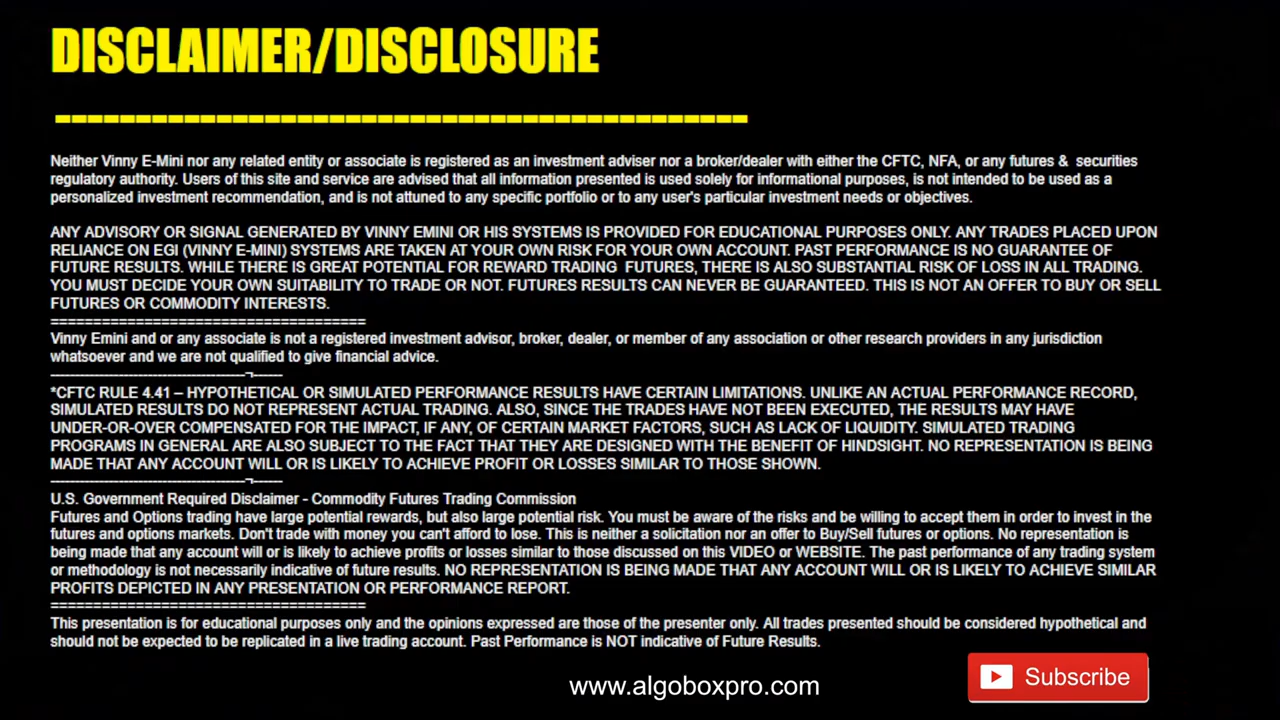 DISCLAIMER/DISCLOSURE
-------------------------------------------
Neither Vinny E-Mini nor any related entity or associate is registered as an investment adviser nor a broker/dealer with either the CFTC, NFA, or any futures & securities
regulatory authority. Users of this site and service are advised that all information presented is used solely for informational purposes, is not intended to be used as a
personalized investment recommendation, and is not attuned to any specific portfolio or to any user's particular investment needs or objectives.
ANY ADVISORY OR SIGNAL GENERATED BY VINNY EMINI OR HIS SYSTEMS IS PROVIDED FOR EDUCATIONAL PURPOSES ONLY. ANY TRADES PLACED UPON
RELIANCE ON EGI (VINNY E-MINI) SYSTEMS ARE TAKEN AT YOUR OWN RISK FOR YOUR OWN ACCOUNT. PAST PERFORMANCE IS NO GUARANTEE OF
FUTURE RESULTS. WHILE THERE IS GREAT POTENTIAL FOR REWARD TRADING FUTURES, THERE IS ALSO SUBSTANTIAL RISK OF LOSS IN ALL TRADING.
YOU MUST DECIDE YOUR OWN SUITABILITY TO TRADE OR NOT. FUTURES RESULTS CAN NEVER BE GUARANTEED. THIS IS NOT AN OFFER TO BUY OR SELL
FUTURES OR COMMODITY INTERESTS.
=====================================
Vinny Emini and or any associate is not a registered investment advisor, broker, dealer, or member of any association or other research providers in any jurisdiction
whatsoever and we are not qualified to give financial advice.
----------------------------------------¬------
*CFTC RULE 4.41 – HYPOTHETICAL OR SIMULATED PERFORMANCE RESULTS HAVE CERTAIN LIMITATIONS. UNLIKE AN ACTUAL PERFORMANCE RECORD,
SIMULATED RESULTS DO NOT REPRESENT ACTUAL TRADING. ALSO, SINCE THE TRADES HAVE NOT BEEN EXECUTED, THE RESULTS MAY HAVE
UNDER-OR-OVER COMPENSATED FOR THE IMPACT, IF ANY, OF CERTAIN MARKET FACTORS, SUCH AS LACK OF LIQUIDITY. SIMULATED TRADING
PROGRAMS IN GENERAL ARE ALSO SUBJECT TO THE FACT THAT THEY ARE DESIGNED WITH THE BENEFIT OF HINDSIGHT. NO REPRESENTATION IS BEING
MADE THAT ANY ACCOUNT WILL OR IS LIKELY TO ACHIEVE PROFIT OR LOSSES SIMILAR TO THOSE SHOWN.
----------------------------------------¬------
U.S. Government Required Disclaimer - Commodity Futures Trading Commission
Futures and Options trading have large potential rewards, but also large potential risk. You must be aware of the risks and be willing to accept them in order to invest in the
futures and options markets. Don't trade with money you can't afford to lose. This is neither a solicitation nor an offer to Buy/Sell futures or options. No representation is
being made that any account will or is likely to achieve profits or losses similar to those discussed on this VIDEO or WEBSITE. The past performance of any trading system
or methodology is not necessarily indicative of future results. NO REPRESENTATION IS BEING MADE THAT ANY ACCOUNT WILL OR IS LIKELY TO ACHIEVE SIMILAR
PROFITS DEPICTED IN ANY PRESENTATION OR PERFORMANCE REPORT.
=====================================
This presentation is for educational purposes only and the opinions expressed are those of the presenter only. All trades presented should be considered hypothetical and
should not be expected to be replicated in a live trading account. Past Performance is NOT indicative of Future Results.
www.algoboxpro.com
Subscribe